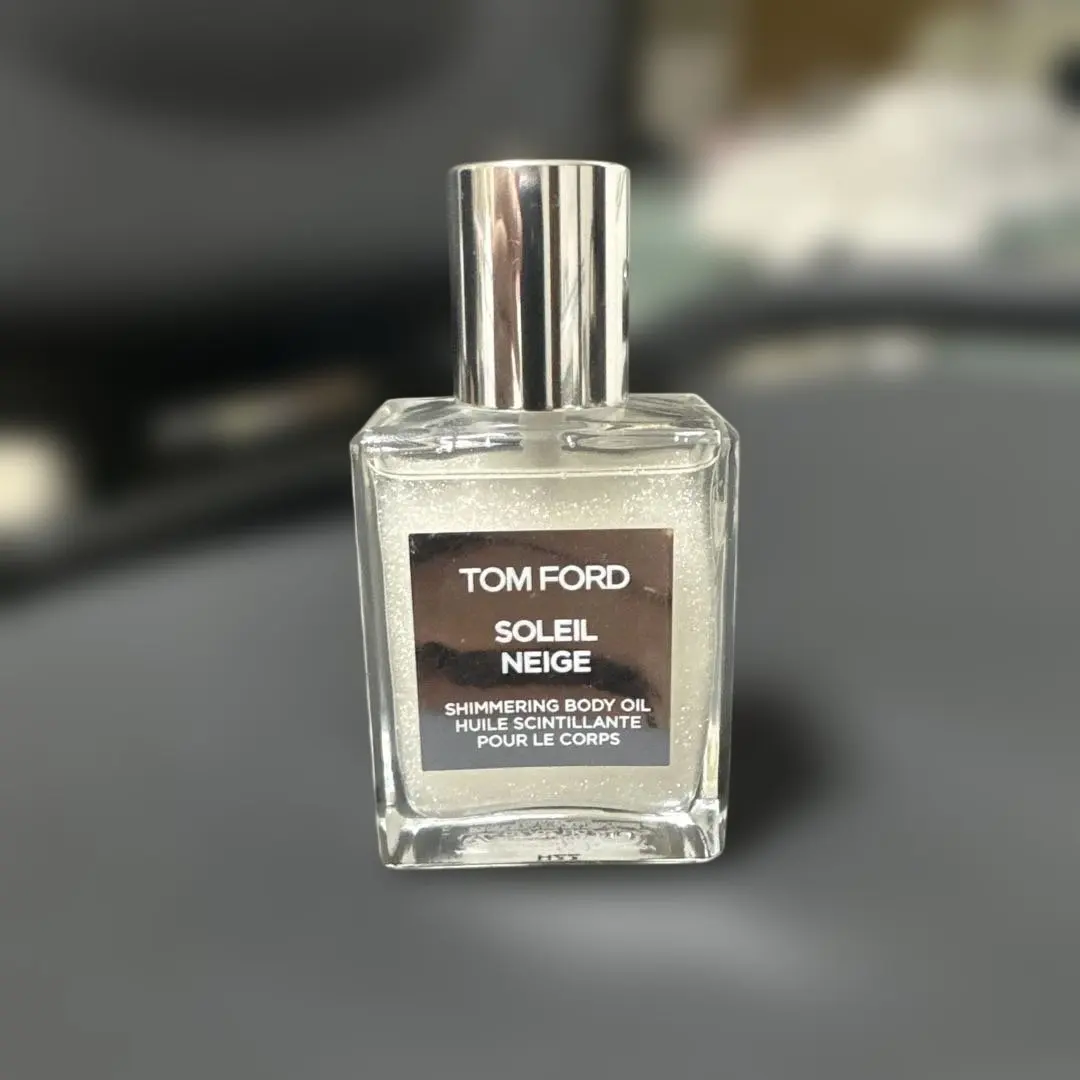 TOM FORD
SOLEIL
NEIGE
SHIMMERING BODY OIL
HUILE SCINTILLANTE
POUR LE CORPS